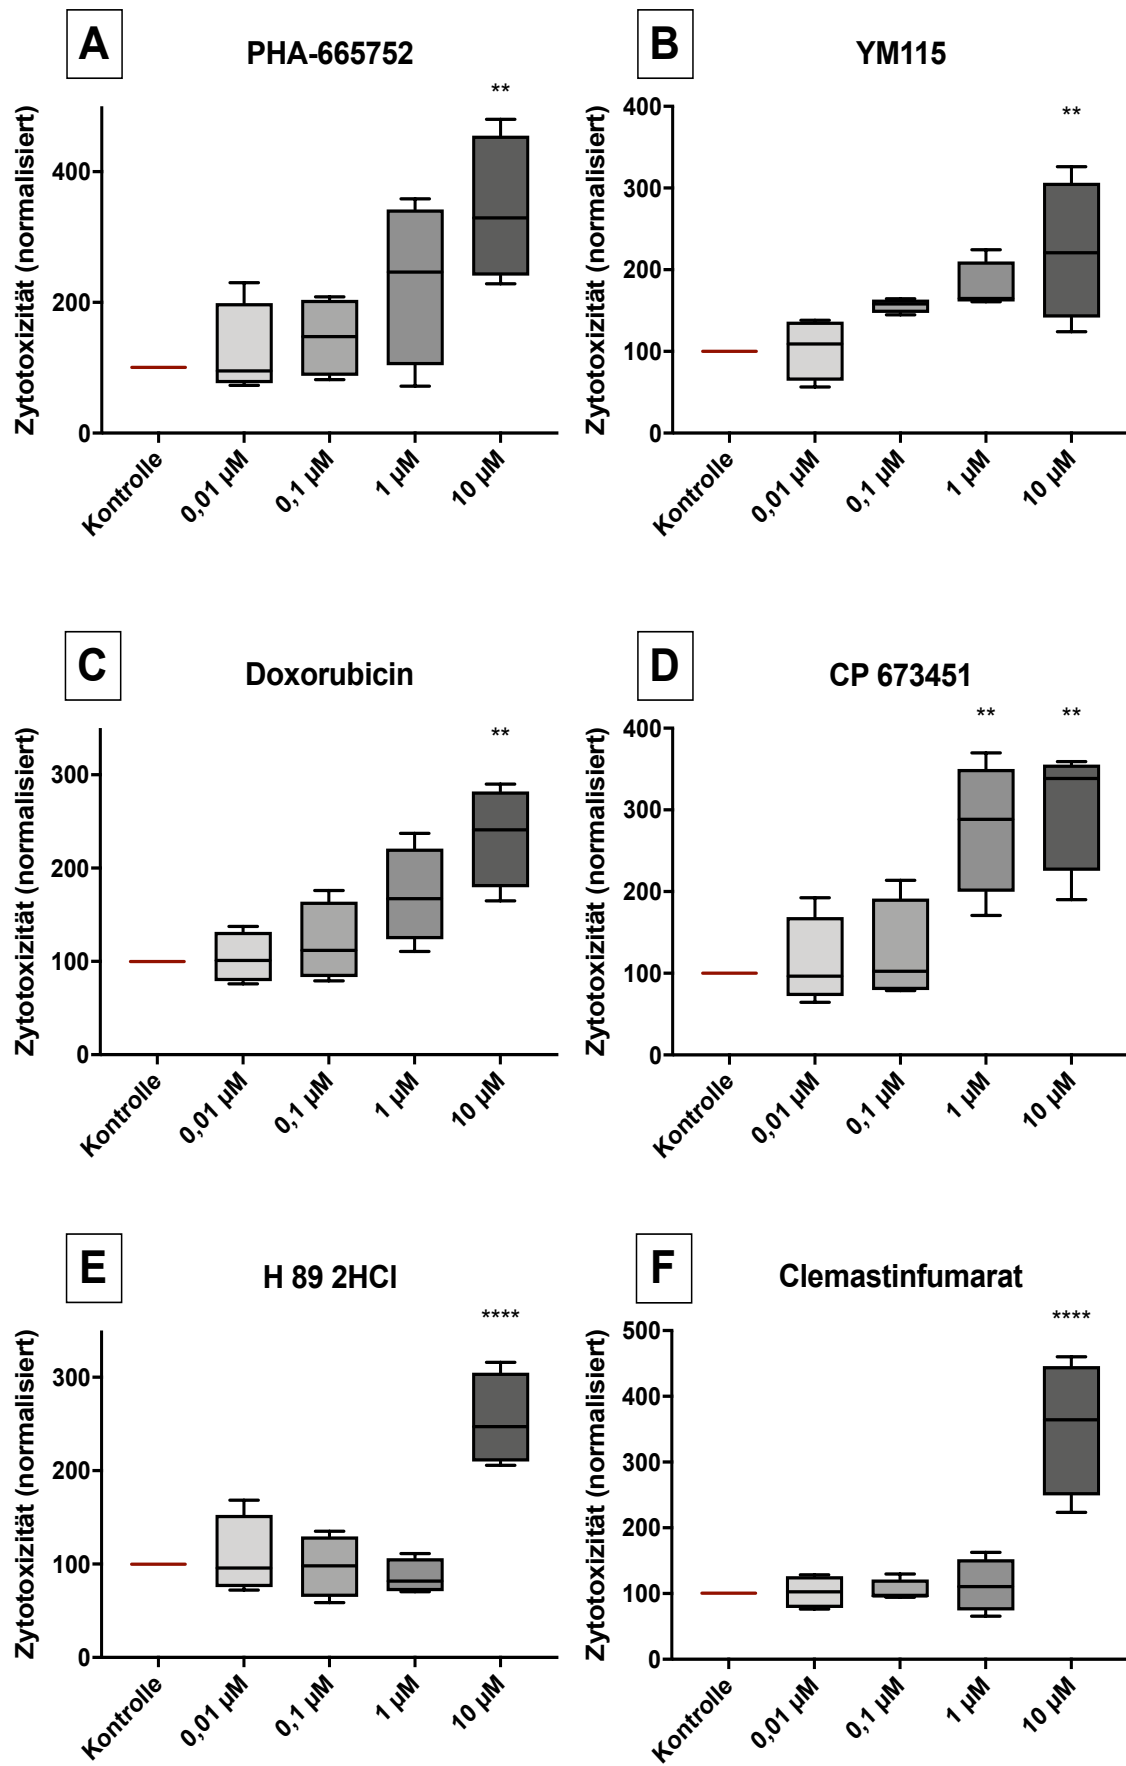 A
PHA-665752
**
Zytotoxizität (normalisiert)
400
200
0
Kontrolle
0,01 µM
0,1 µM
1 µM
10 µM
B
YM115
**
Zytotoxizität (normalisiert)
400
300
200
100
0
Kontrolle
0,01 µM
0,1 µM
1 µM
10 µM
C
Doxorubicin
**
Zytotoxizität (normalisiert)
300
200
100
0
Kontrolle
0,01 µM
0,1 µM
1 µM
10 µM
D
CP 673451
** **
Zytotoxizität (normalisiert)
400
300
200
100
0
Kontrolle
0,01 µM
0,1 µM
1 µM
10 µM
E
H 89 2HCl
****
Zytotoxizität (normalisiert)
300
200
100
0
Kontrolle
0,01 µM
0,1 µM
1 µM
10 µM
F
Clemastinfumarat
****
Zytotoxizität (normalisiert)
500
400
300
200
100
0
Kontrolle
0,01 µM
0,1 µM
1 µM
10 µM